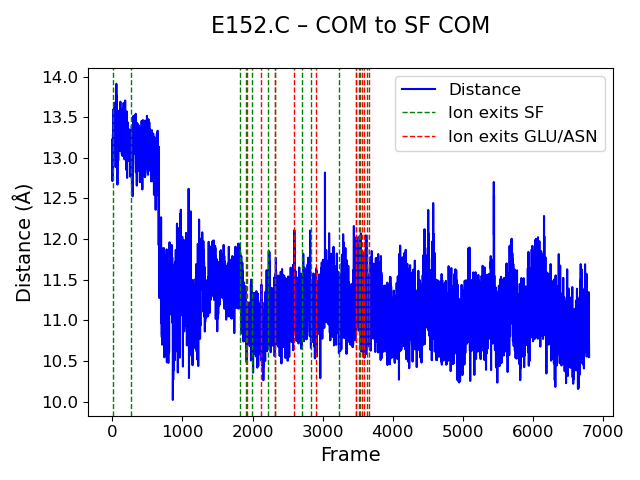 E152.C – COM to SF COM
Distance
Ion exits SF
Ion exits GLU/ASN
14.0
13.5
13.0
12.5
12.0
11.5
11.0
10.5
10.0
Distance (Å)
0 1000 2000 3000 4000 5000 6000 7000
Frame